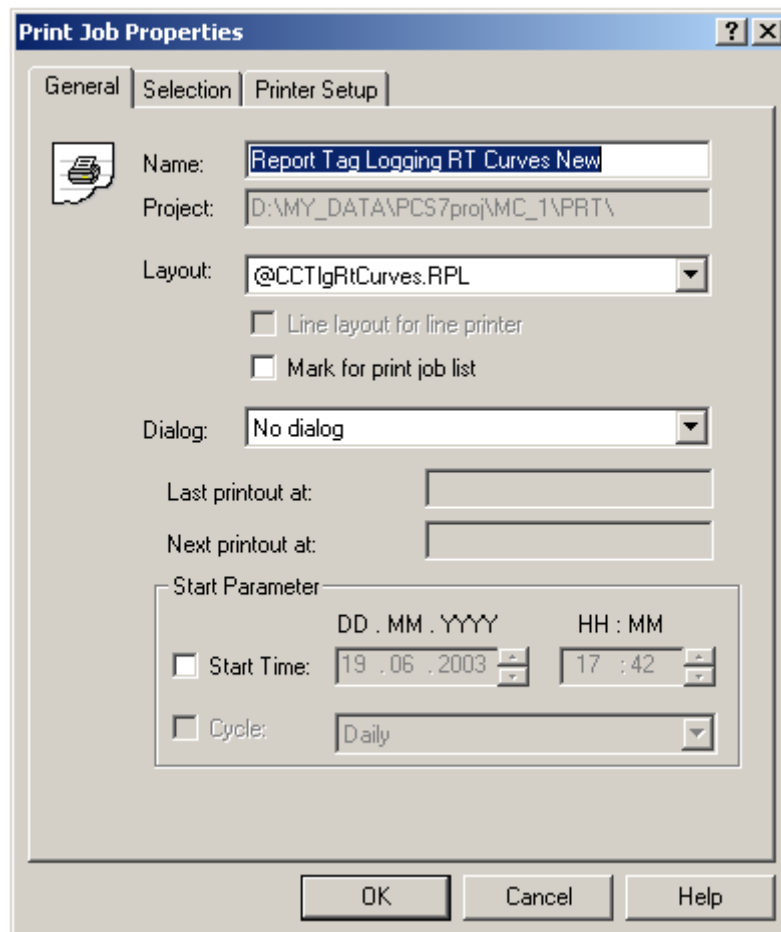 Print Job Properties
General Selection Printer Setup
Name: Report Tag Logging RT Curves New
Project: D:\MY_DATA\PCS7proj\MC_1\PRT\
Layout: @CCTlgRtCurves.RPL
Line layout for line printer
Mark for print job list
Dialog: No dialog
Last printout at:
Next printout at:
Start Parameter
DD . MM . YYYY HH : MM
Start Time: 19 .06 .2003 17 :42
Cycle: Daily
OK Cancel Help